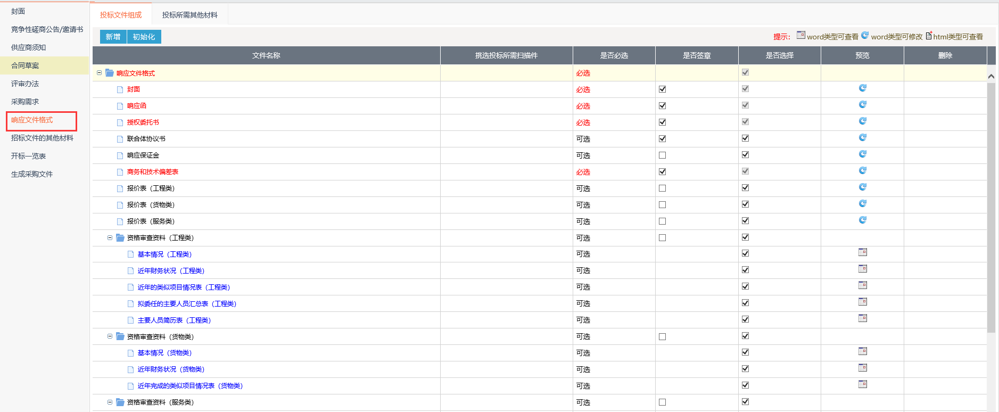 封面
竞争性磋商公告/邀请书
供应商须知
合同草案
评审办法
采购需求
响应文件格式
招标文件的其他材料
开标一览表
生成采购文件
投标文件组成 投标所需其他材料
新增 初始化 提示： word类型可查看 word类型可修改 html类型可查看
文件名称 挑选投标所需扫描件 是否必选 是否签章 是否选择 预览 删除
响应文件格式 必选
封面 必选
响应函 必选
授权委托书 必选
联合体协议书 可选
响应保证金 可选
商务和技术偏差表 必选
报价表（工程类） 可选
报价表（货物类） 可选
报价表（服务类） 可选
资格审查资料（工程类） 可选
基本情况（工程类） 可选
近年财务状况（工程类） 可选
近年的类似项目情况表（工程类） 可选
拟委任的主要人员汇总表（工程类） 可选
主要人员简历表（工程类） 可选
资格审查资料（货物类） 可选
基本情况（货物类） 可选
近年财务状况（货物类） 可选
近年完成的类似项目情况表（货物类） 可选
资格审查资料（服务类） 可选